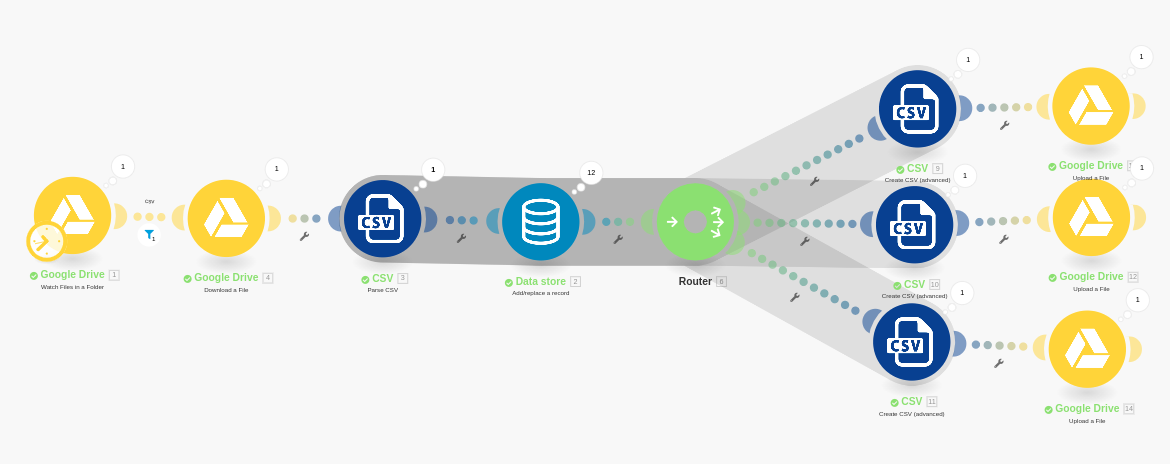 1
csv
1
Google Drive 1
Watch Files in a Folder
1
Google Drive 4
Download a File
1
CSV
CSV 3
Parse CSV
12
Data store 2
Add/replace a record
Router 6
1
CSV
CSV 9
Create CSV (advanced)
1
Google Drive
Upload a File
1
CSV
CSV 10
Create CSV (advanced)
1
Google Drive 12
Upload a File
1
CSV
CSV 11
Create CSV (advanced)
1
Google Drive 14
Upload a File